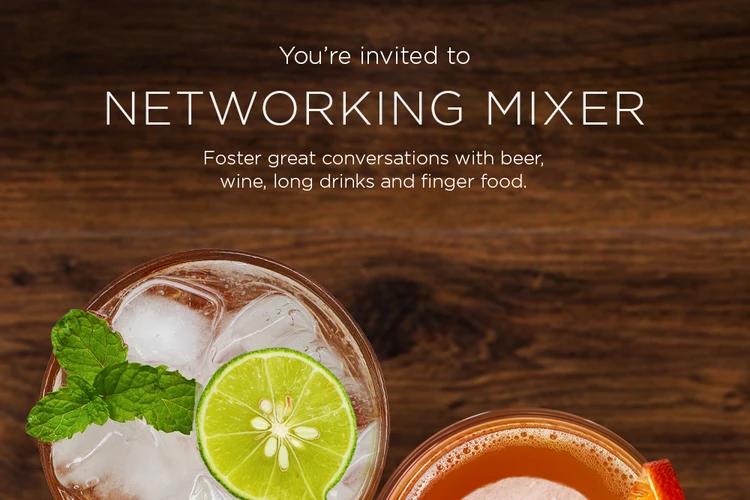 You’re invited to
NETWORKING MIXER
Foster great conversations with beer,
wine, long drinks and finger food.